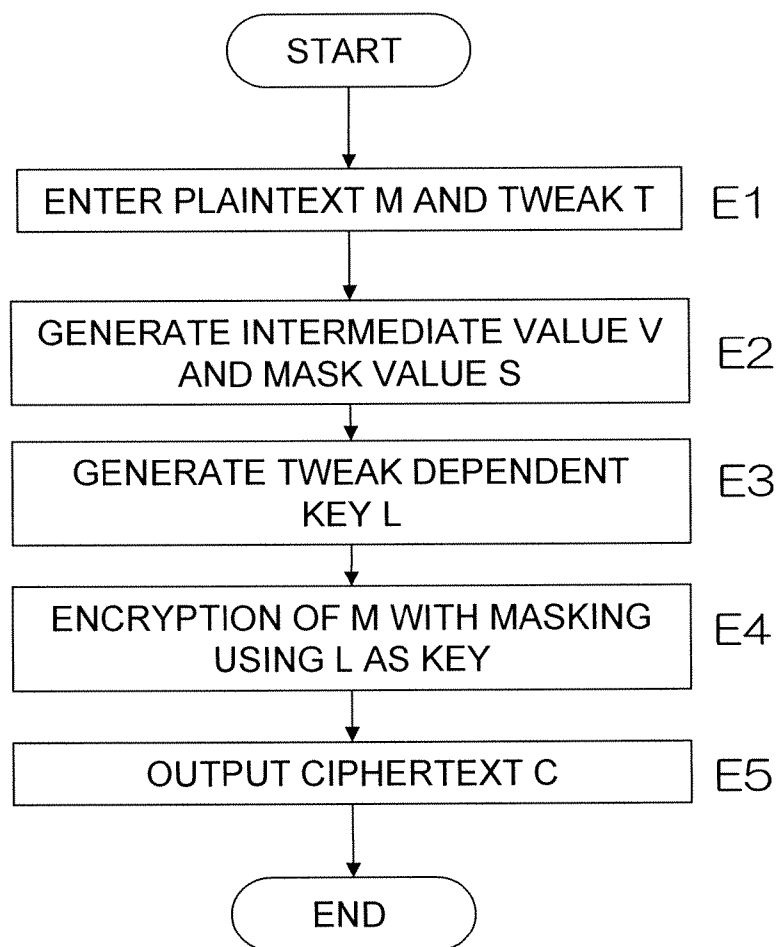 START
ENTER PLAINTEXT M AND TWEAK T
E1
GENERATE INTERMEDIATE VALUE V
AND MASK VALUE S
E2
GENERATE TWEAK DEPENDENT
KEY L
E3
ENCRYPTION OF M WITH MASKING
USING L AS KEY
E4
OUTPUT CIPHERTEXT C
E5
END